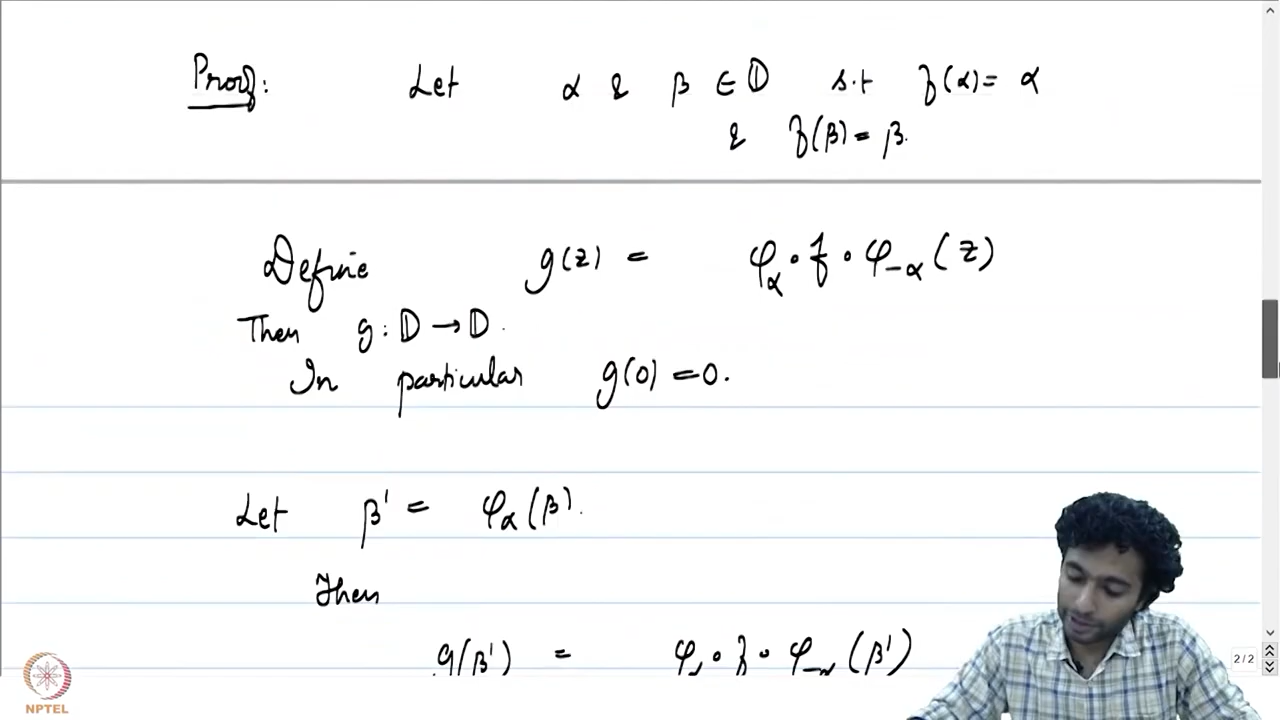 Proof: Let α & β ∈ 𝔻 s.t f(α) = α
& f(β) = β.
Define g(z) = φ_α ∘ f ∘ φ_{-α}(z)
Then g : 𝔻 → 𝔻.
In particular g(0) = 0.
Let β' = φ_α(β).
Then
g(β') = φ_α ∘ f ∘ φ_{-α}(β')
2 / 2
NPTEL